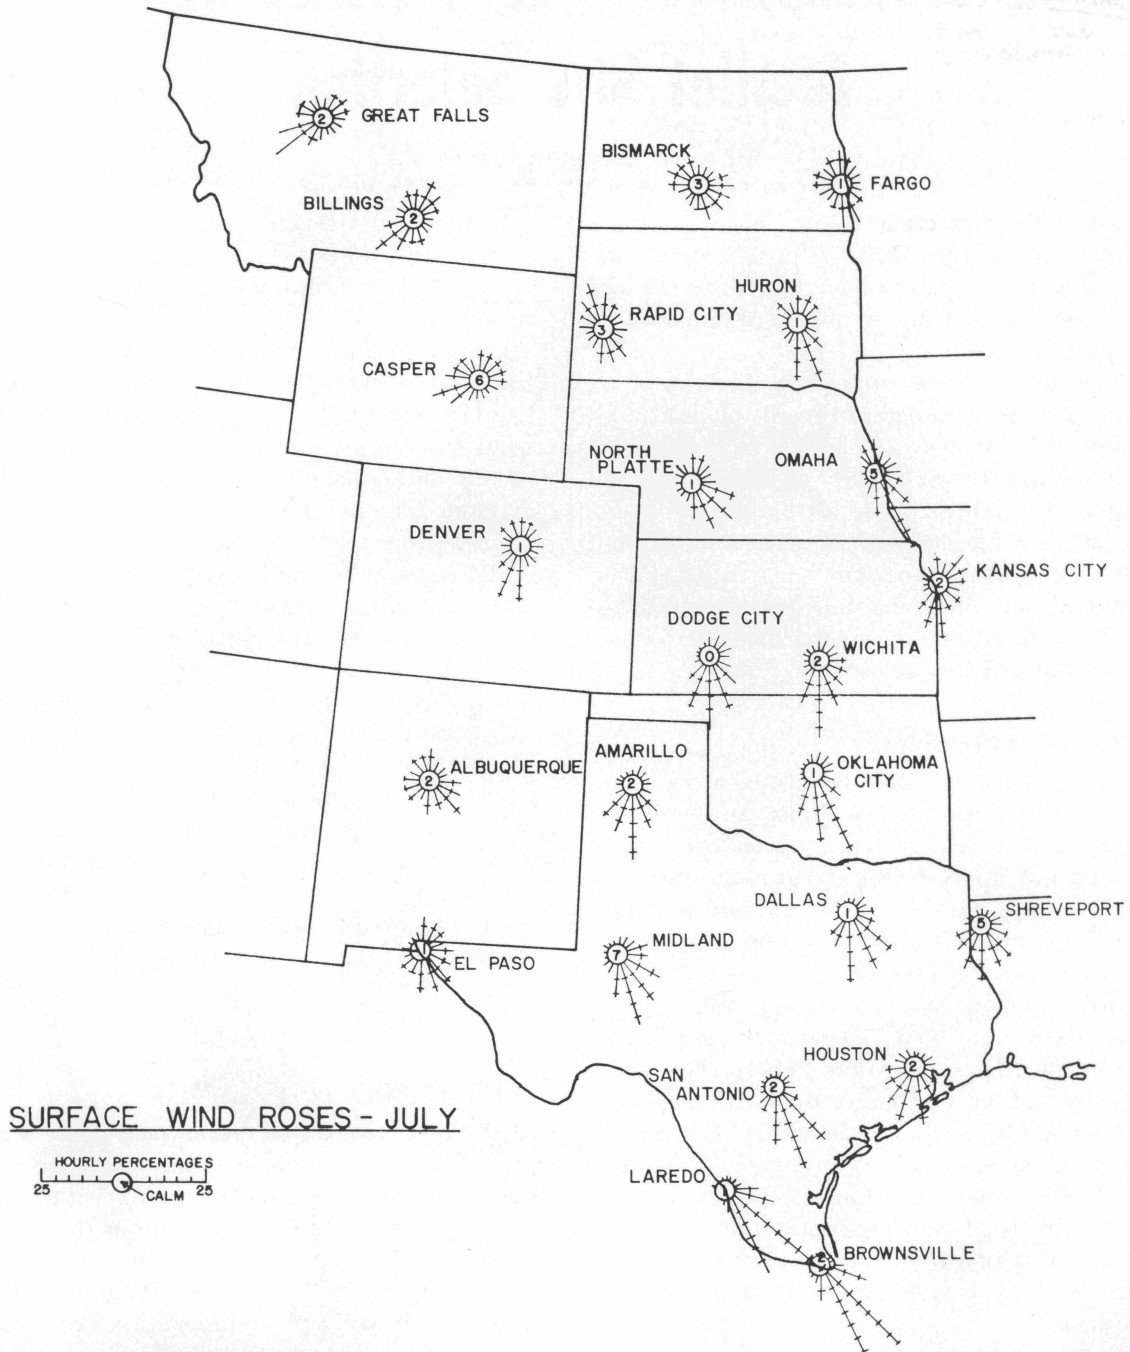 GREAT FALLS
2
BISMARCK
3
1
FARGO
BILLINGS
2
HURON
RAPID CITY
3
1
CASPER
6
NORTH
PLATTE
1
OMAHA
5
DENVER
1
KANSAS CITY
2
DODGE CITY
0
WICHITA
2
ALBUQUERQUE
2
AMARILLO
2
OKLAHOMA
CITY
1
DALLAS
1
SHREVEPORT
5
MIDLAND
7
EL PASO
1
HOUSTON
2
SAN
ANTONIO
2
SURFACE WIND ROSES - JULY
HOURLY PERCENTAGES
25
CALM
25
LAREDO
1
BROWNSVILLE
2